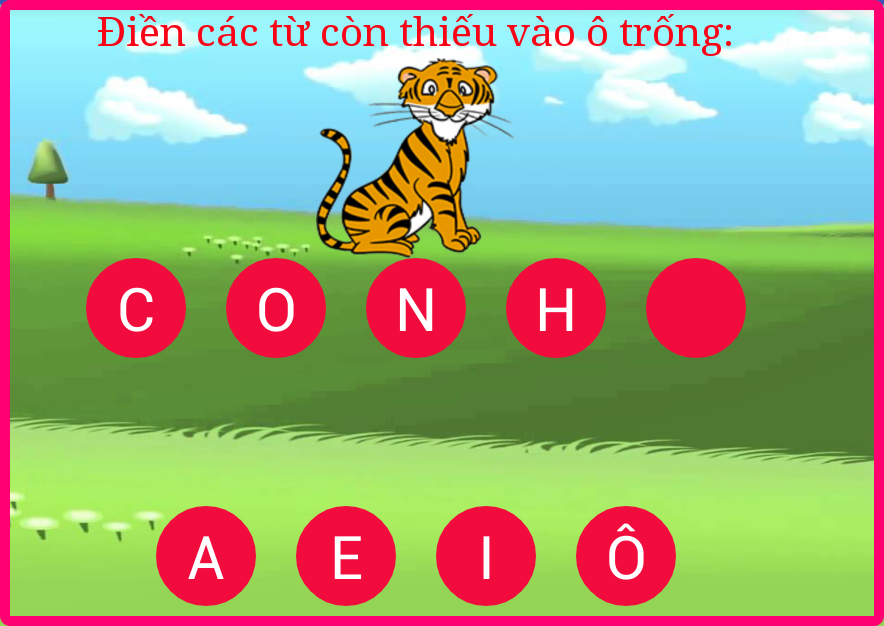 Điền các từ còn thiếu vào ô trống:
C O N H
A E I Ô